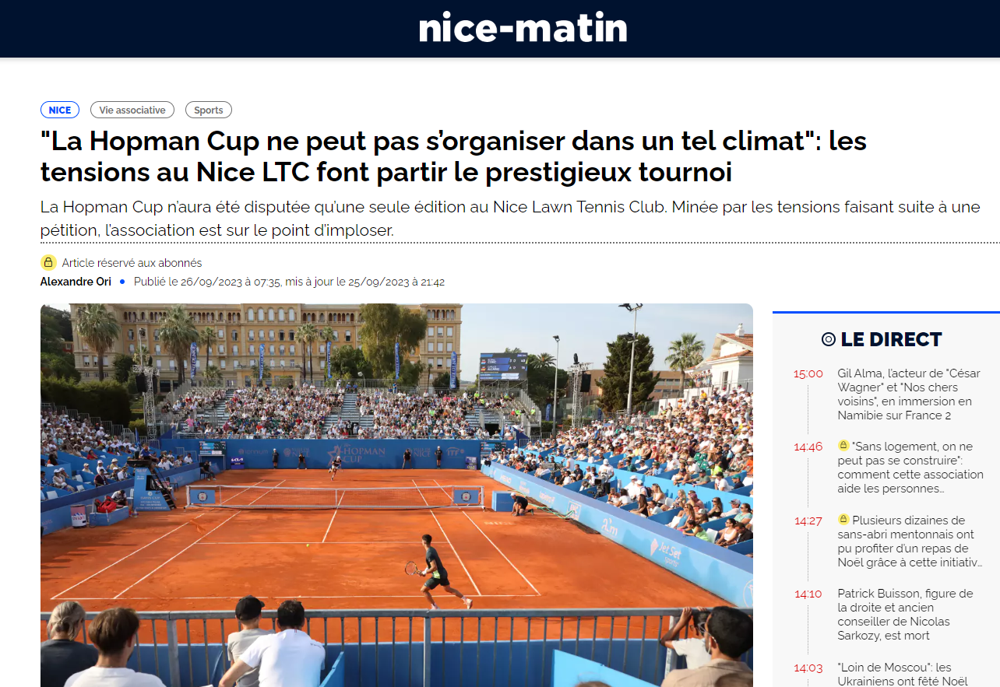 nice-matin
NICE
Vie associative
Sports
"La Hopman Cup ne peut pas s’organiser dans un tel climat": les
tensions au Nice LTC font partir le prestigieux tournoi
La Hopman Cup n’aura été disputée qu’une seule édition au Nice Lawn Tennis Club. Minée par les tensions faisant suite à une
pétition, l’association est sur le point d’imploser.
Article réservé aux abonnés
Alexandre Ori • Publié le 26/09/2023 à 07:35, mis à jour le 25/09/2023 à 21:42
HOPMAN
CUP
ITF
Jet Set
LE DIRECT
15:00
Gil Alma, l’acteur de "César
Wagner" et "Nos chers
voisins", en immersion en
Namibie sur France 2
14:46
"Sans logement, on ne
peut pas se construire":
comment cette association
aide les personnes…
14:27
Plusieurs dizaines de
sans-abri mentonnais ont
pu profiter d’un repas de
Noël grâce à cette initiativ…
14:10
Patrick Buisson, figure de
la droite et ancien
conseiller de Nicolas
Sarkozy, est mort
14:03
"Loin de Moscou": les
Ukrainiens ont fêté Noël